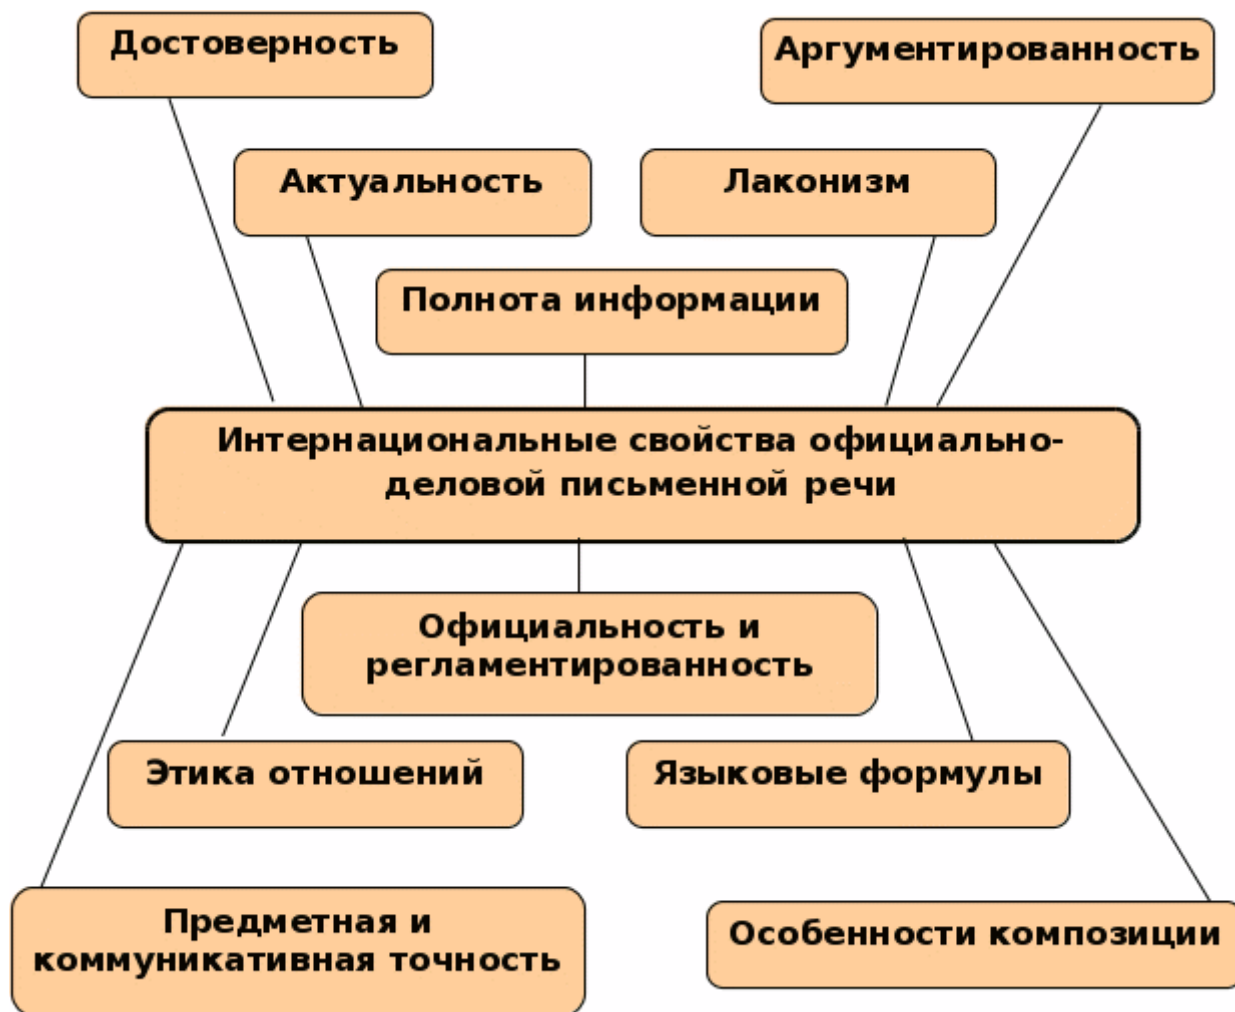 Достоверность
Аргументированность
Актуальность
Лаконизм
Полнота информации
Интернациональные свойства официально-
деловой письменной речи
Официальность и
регламентированность
Этика отношений
Языковые формулы
Предметная и
коммуникативная точность
Особенности композиции